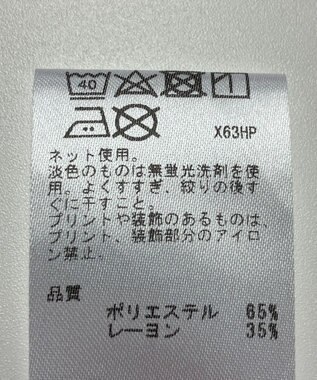 40
X63HP
ネット使用。
淡色のものは無蛍光洗剤を使
用。よくすすぎ、絞りの後す
ぐに干すこと。
プリントや装飾のあるものは、
プリント、装飾部分のアイロ
ン禁止。
品質
ポリエステル 65%
レーヨン 35%